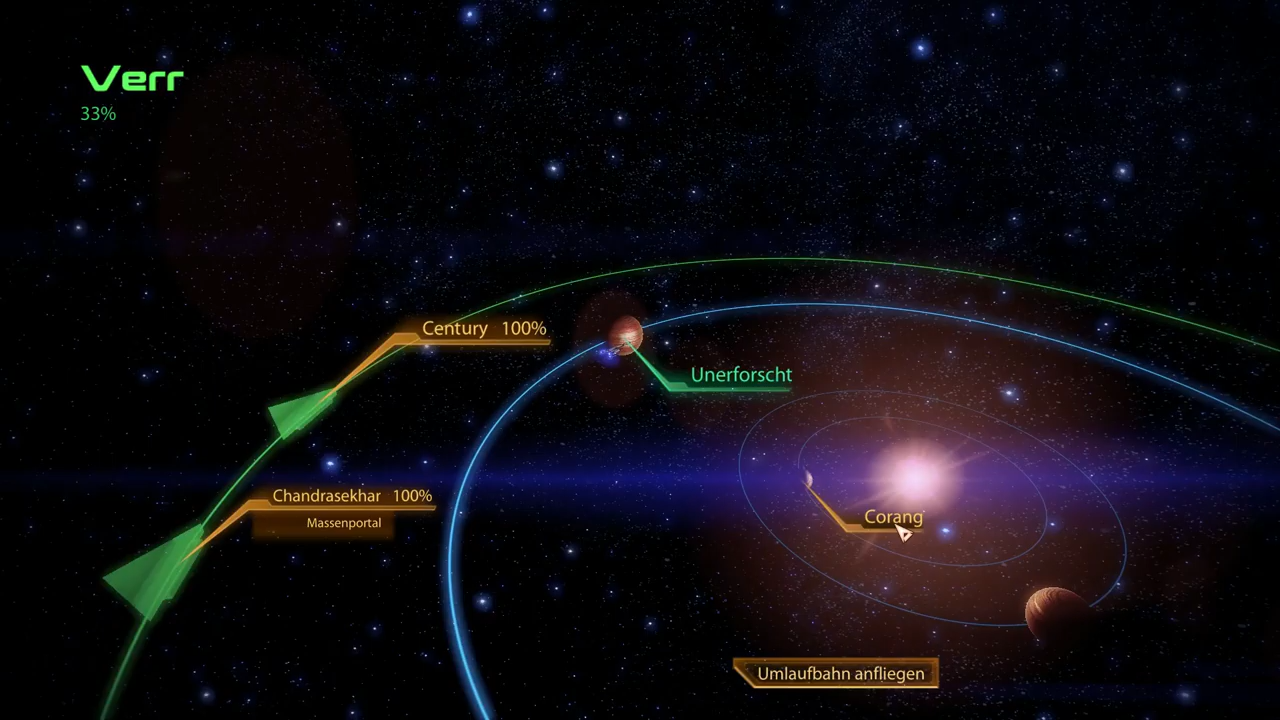 Verr
33%
Century 100%
Unerforscht
Chandrasekhar 100%
Massenportal
Corang
Umlaufbahn anfliegen